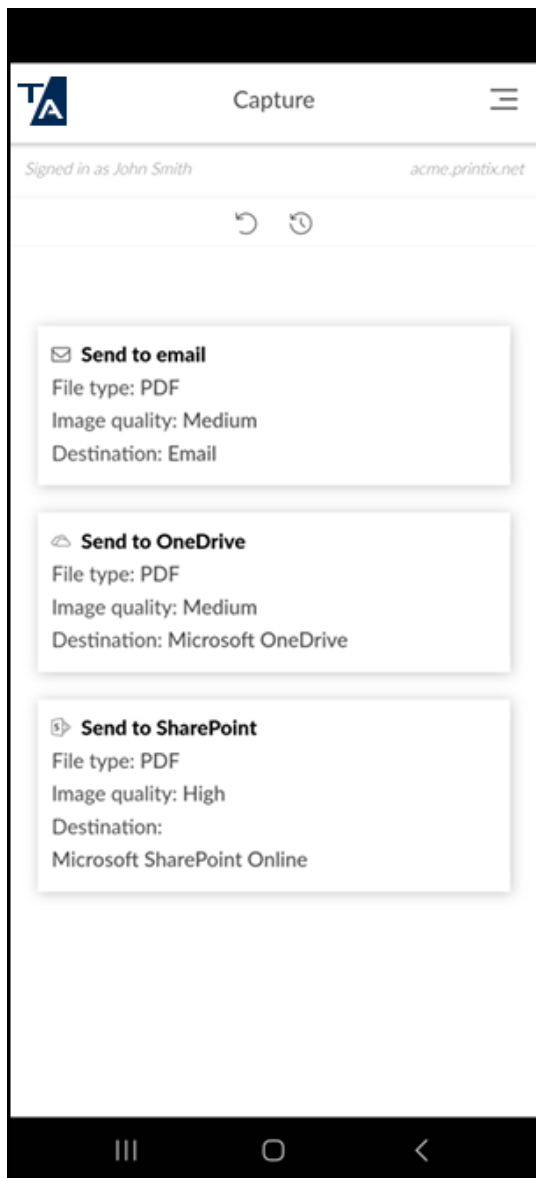 TA
Capture
Signed in as John Smith
acme.printix.net
Send to email
File type: PDF
Image quality: Medium
Destination: Email
Send to OneDrive
File type: PDF
Image quality: Medium
Destination: Microsoft OneDrive
Send to SharePoint
File type: PDF
Image quality: High
Destination:
Microsoft SharePoint Online